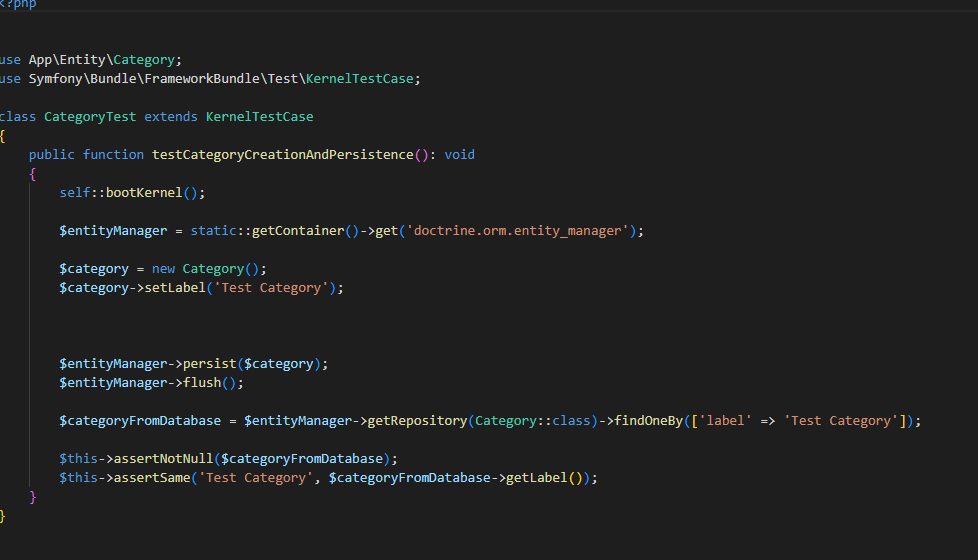 <?php
use App\Entity\Category;
use Symfony\Bundle\FrameworkBundle\Test\KernelTestCase;
class CategoryTest extends KernelTestCase
{
public function testCategoryCreationAndPersistence(): void
{
self::bootKernel();
$entityManager = static::getContainer()->get('doctrine.orm.entity_manager');
$category = new Category();
$category->setLabel('Test Category');
$entityManager->persist($category);
$entityManager->flush();
$categoryFromDatabase = $entityManager->getRepository(Category::class)->findOneBy(['label' => 'Test Category']);
$this->assertNotNull($categoryFromDatabase);
$this->assertSame('Test Category', $categoryFromDatabase->getLabel());
}
}